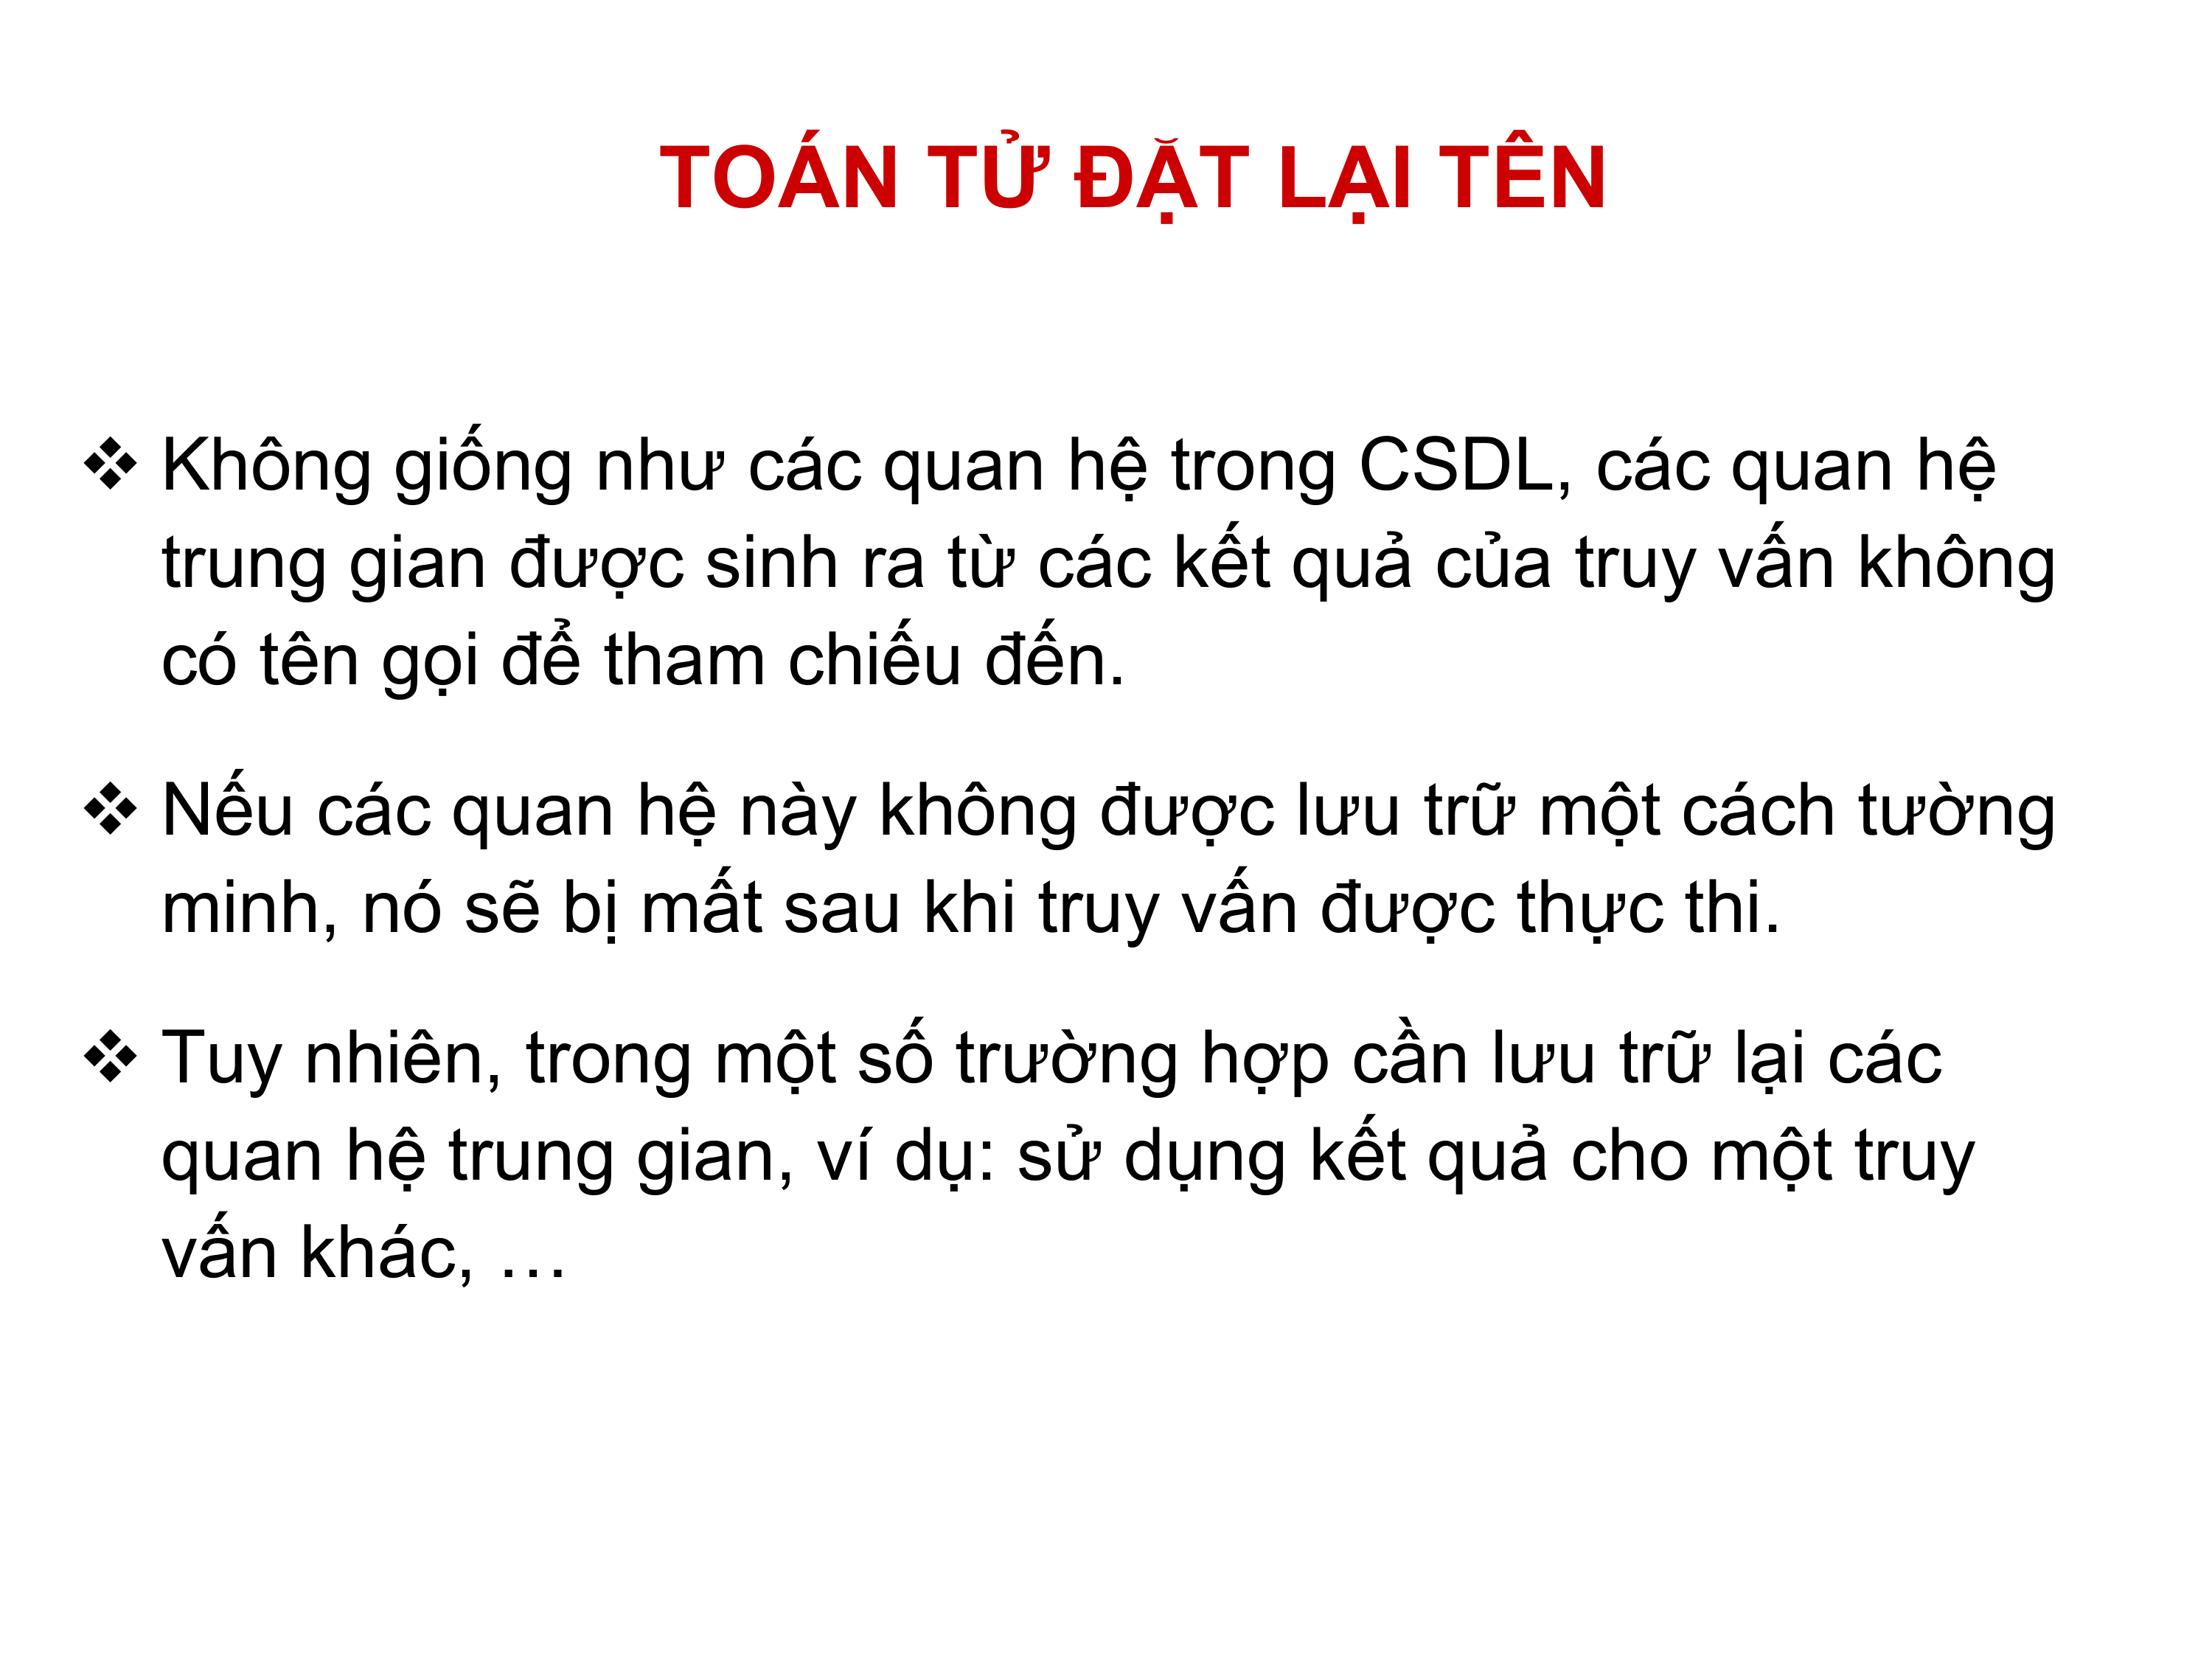 TOÁN TỬ ĐẶT LẠI TÊN
❖ Không giống như các quan hệ trong CSDL, các quan hệ
trung gian được sinh ra từ các kết quả của truy vấn không
có tên gọi để tham chiếu đến.
❖ Nếu các quan hệ này không được lưu trữ một cách tường
minh, nó sẽ bị mất sau khi truy vấn được thực thi.
❖ Tuy nhiên, trong một số trường hợp cần lưu trữ lại các
quan hệ trung gian, ví dụ: sử dụng kết quả cho một truy
vấn khác, …